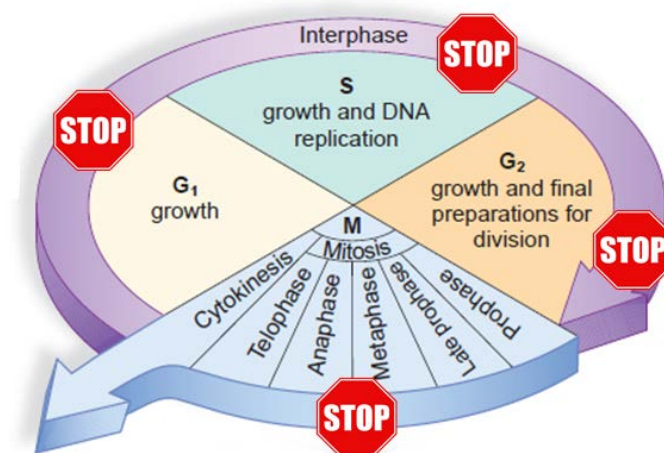 Interphase
STOP
STOP
S
growth and DNA
replication
G₁
growth
G₂
growth and final
preparations for
division
STOP
M
Mitosis
Cytokinesis
Telophase
Anaphase
Metaphase
Late prophase
Prophase
STOP